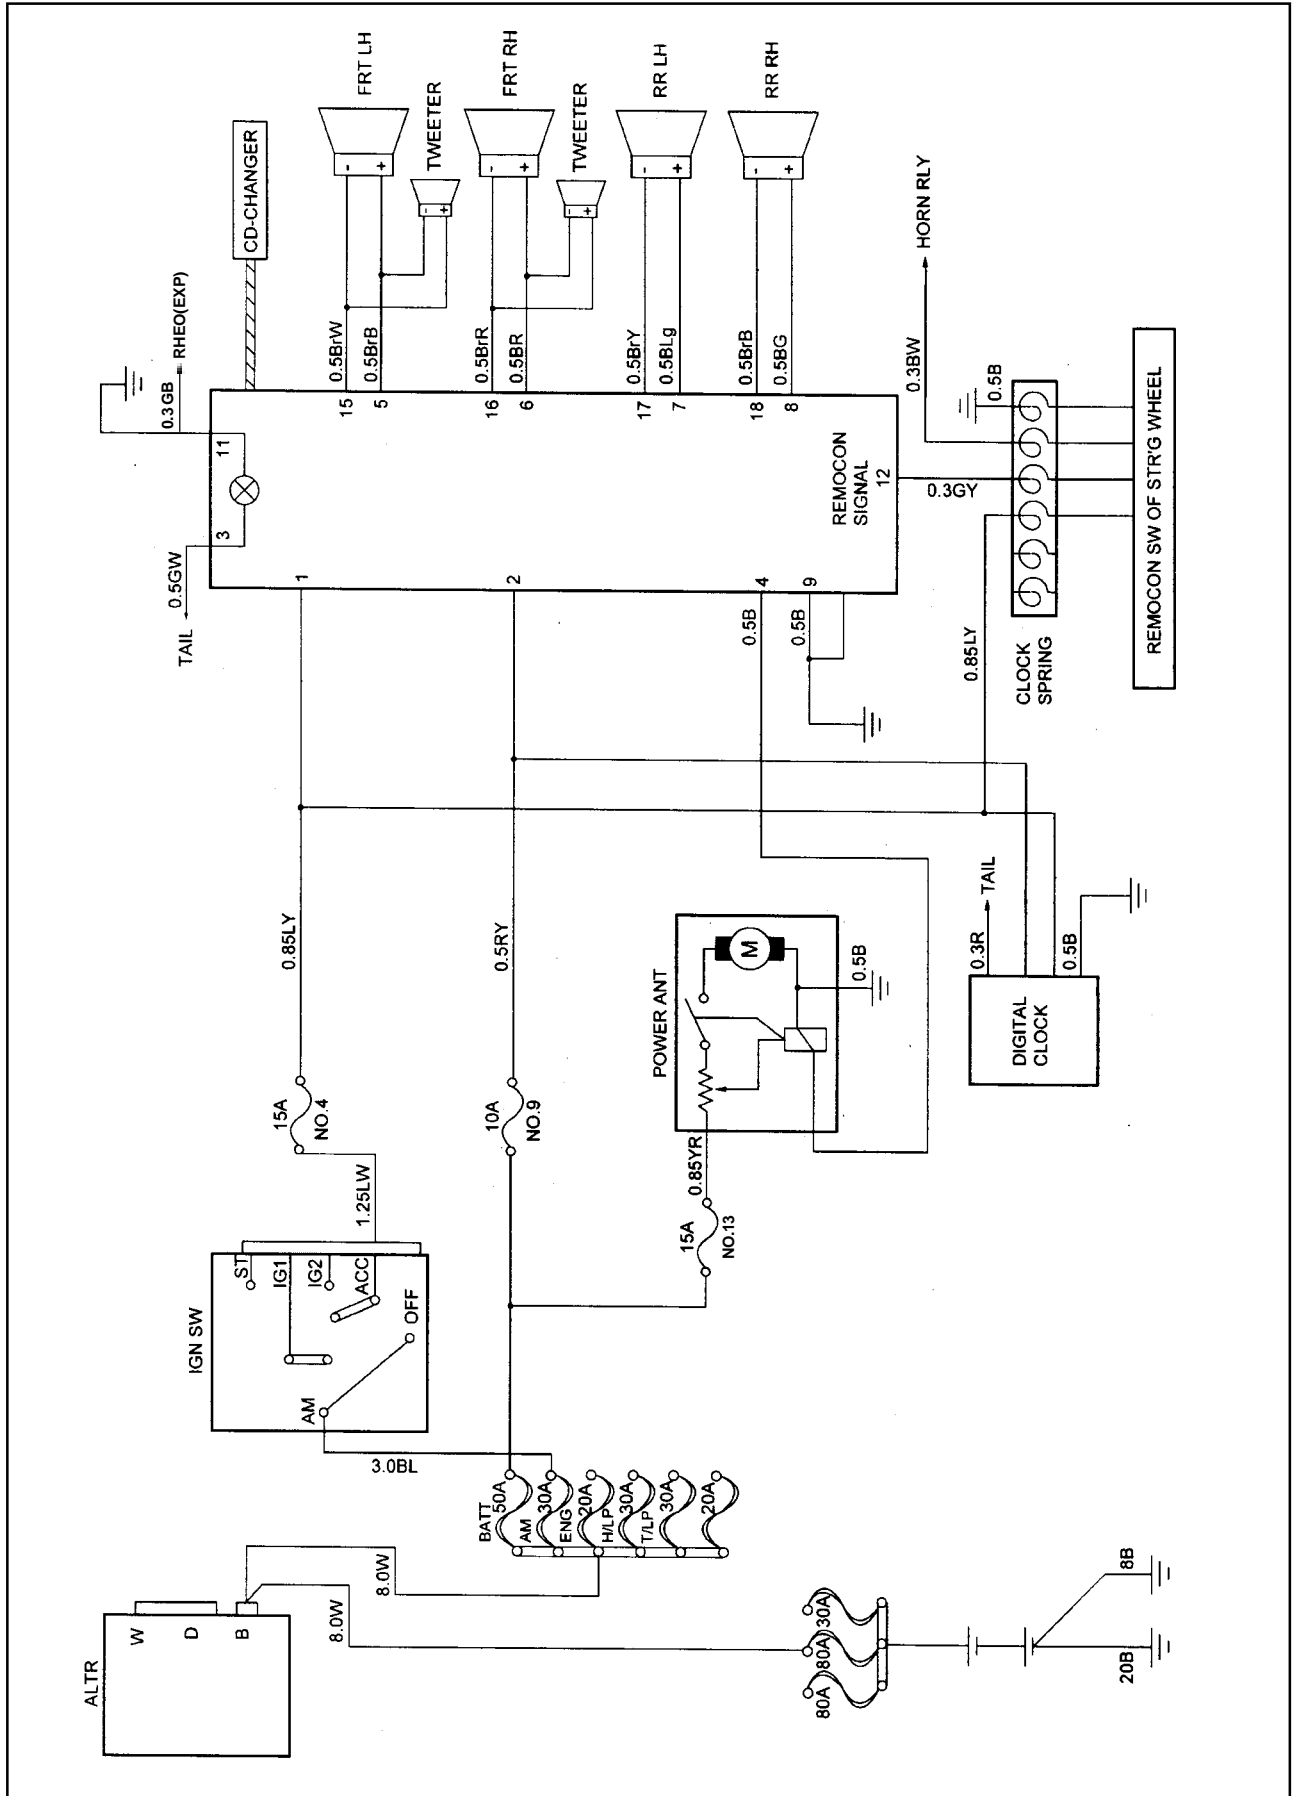 ALTR
W
D
B
8.0W
8.0W
80A
80A
30A
20B
8B
IGN SW
AM
ST
IG1
IG2
ACC
OFF
3.0BL
1.25LW
BATT
50A
AM
30A
ENG
20A
H/LP
30A
T/LP
30A
20A
15A
NO.4
10A
NO.9
15A
NO.13
0.85LY
0.5RY
0.85YR
POWER ANT
M
0.5B
DIGITAL
CLOCK
0.3R
TAIL
0.5B
TAIL
0.5GW
3
11
0.3GB
RHEO(EXP)
CD-CHANGER
1
2
4
9
0.5B
0.5B
REMOCON
SIGNAL
12
15
5
16
6
17
7
18
8
0.5BrW
0.5BrB
0.5BrR
0.5BR
0.5BrY
0.5BLg
0.5BrB
0.5BG
-
+
FRT LH
-
+
TWEETER
-
+
FRT RH
-
+
TWEETER
-
+
RR LH
-
+
RR RH
0.3BW
HORN RLY
0.3GY
0.5B
0.85LY
CLOCK
SPRING
REMOCON SW OF STR'G WHEEL